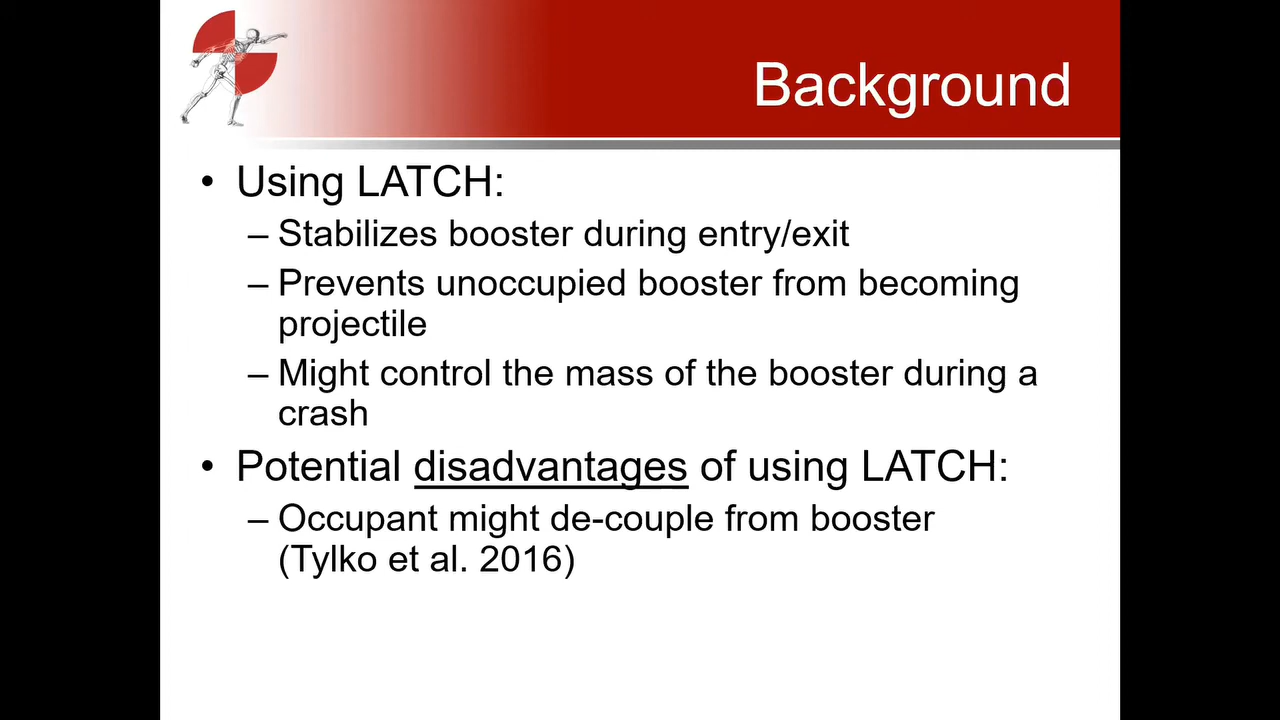 Background
• Using LATCH:
– Stabilizes booster during entry/exit
– Prevents unoccupied booster from becoming
projectile
– Might control the mass of the booster during a
crash
• Potential disadvantages of using LATCH:
– Occupant might de-couple from booster
(Tylko et al. 2016)